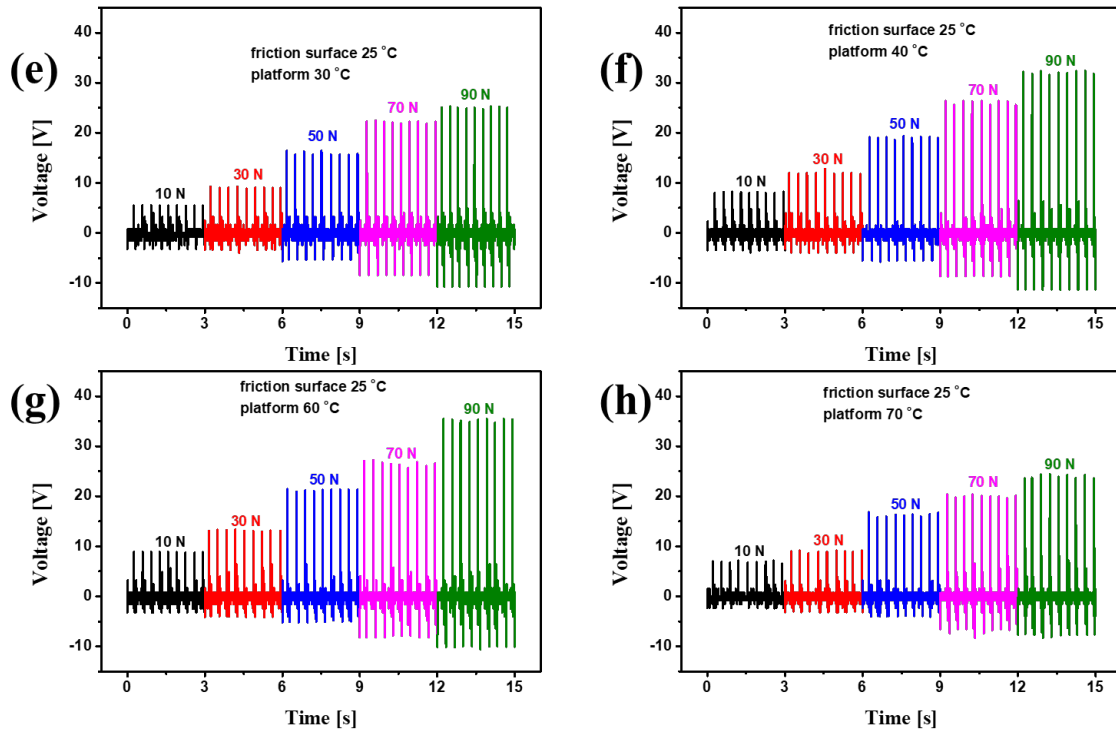 (e)
friction surface 25 °C
platform 30 °C
Voltage [V]
40
30
20
10
0
-10
10 N
30 N
50 N
70 N
90 N
0 3 6 9 12 15
Time [s]
(f)
friction surface 25 °C
platform 40 °C
Voltage [V]
40
30
20
10
0
-10
10 N
30 N
50 N
70 N
90 N
0 3 6 9 12 15
Time [s]
(g)
friction surface 25 °C
platform 60 °C
Voltage [V]
40
30
20
10
0
-10
10 N
30 N
50 N
70 N
90 N
0 3 6 9 12 15
Time [s]
(h)
friction surface 25 °C
platform 70 °C
Voltage [V]
40
30
20
10
0
-10
10 N
30 N
50 N
70 N
90 N
0 3 6 9 12 15
Time [s]